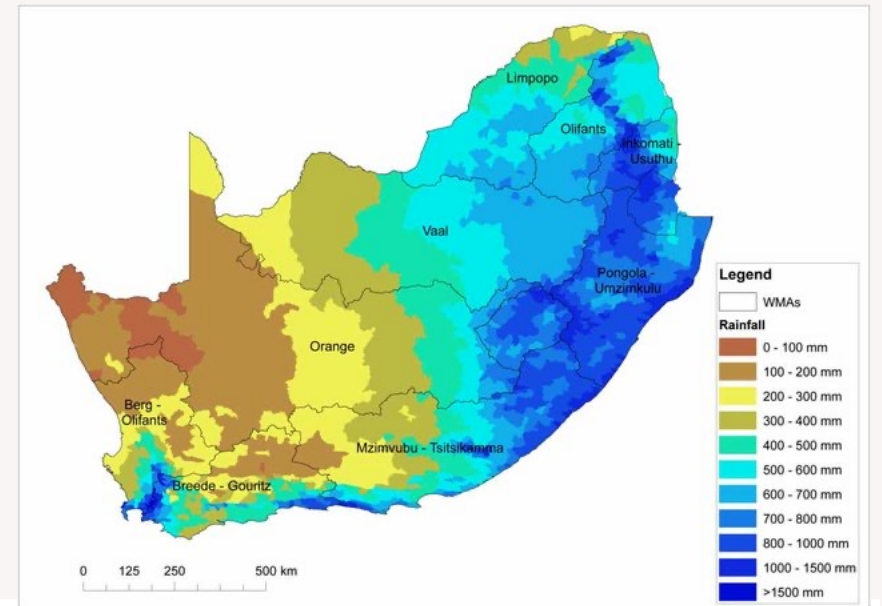 Limpopo
Olifants
Inkomati -
Usuthu
Vaal
Pongola -
Umzimkulu
Orange
Berg -
Olifants
Mzimvubu - Tsitsikamma
Breede - Gouritz
0 125 250 500 km
Legend
WMAs
Rainfall
0 - 100 mm
100 - 200 mm
200 - 300 mm
300 - 400 mm
400 - 500 mm
500 - 600 mm
600 - 700 mm
700 - 800 mm
800 - 1000 mm
1000 - 1500 mm
>1500 mm